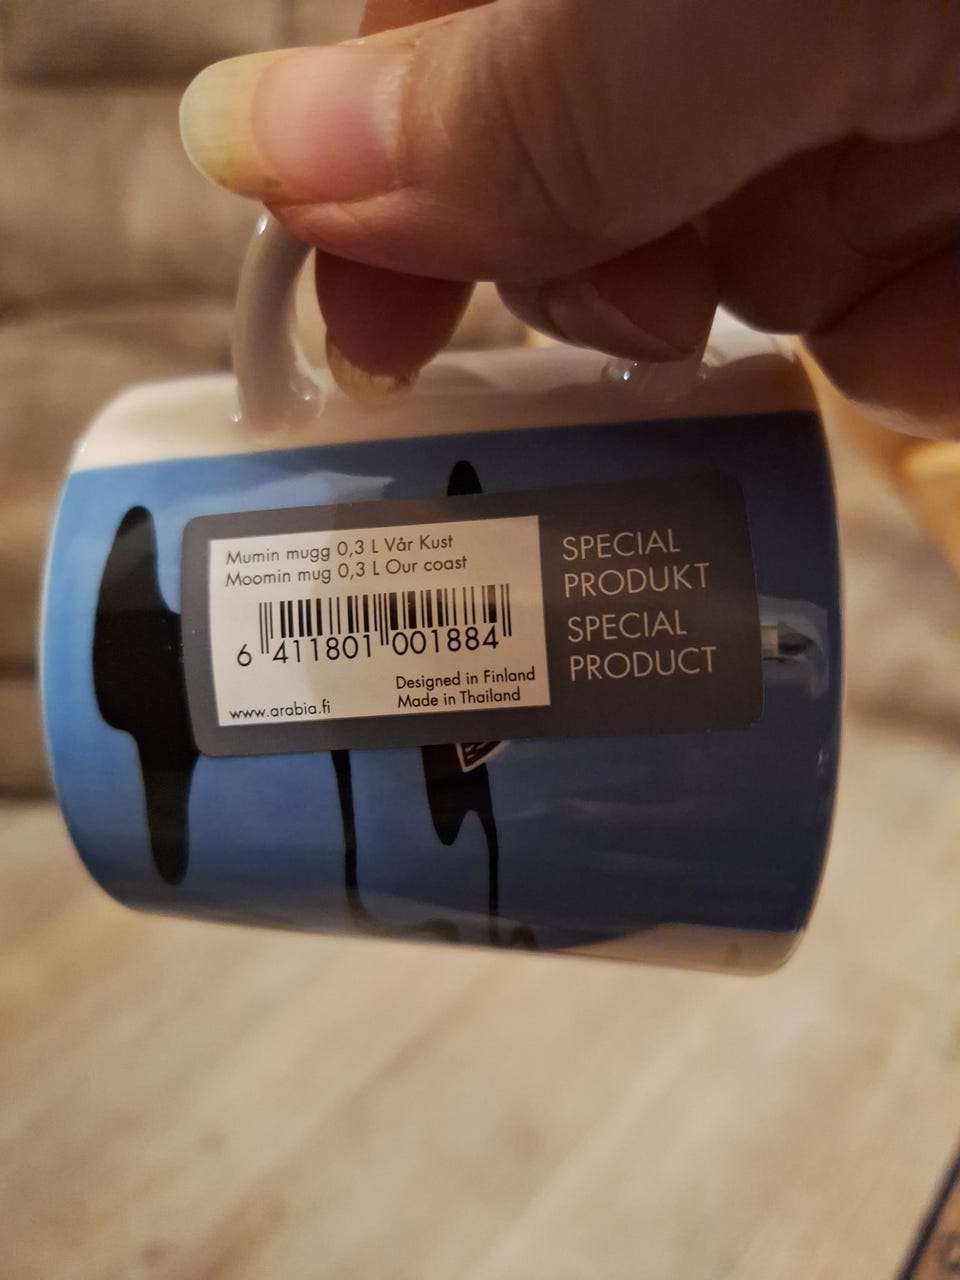 Mumin mugg 0,3 L Vår Kust
Moomin mug 0,3 L Our coast
6 411801 001884
Designed in Finland
Made in Thailand
www.arabia.fi
SPECIAL
PRODUKT
SPECIAL
PRODUCT